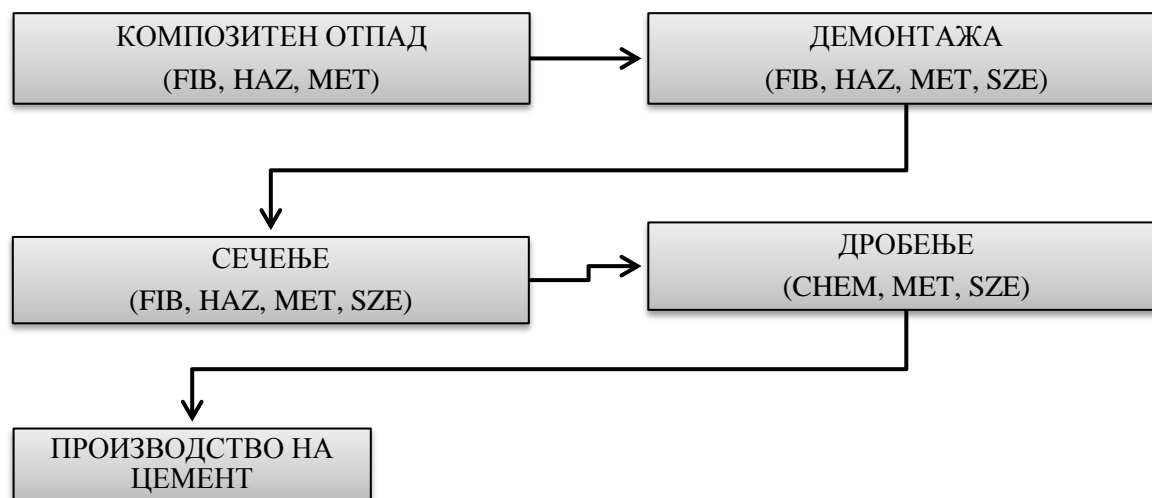 КОМПОЗИТЕН ОТПАД
(FIB, HAZ, MET)
ДЕМОНТАЖА
(FIB, HAZ, MET, SZE)
СЕЧЕЊЕ
(FIB, HAZ, MET, SZE)
ДРОБЕЊЕ
(CHEM, MET, SZE)
ПРОИЗВОДСТВО НА
ЦЕМЕНТ